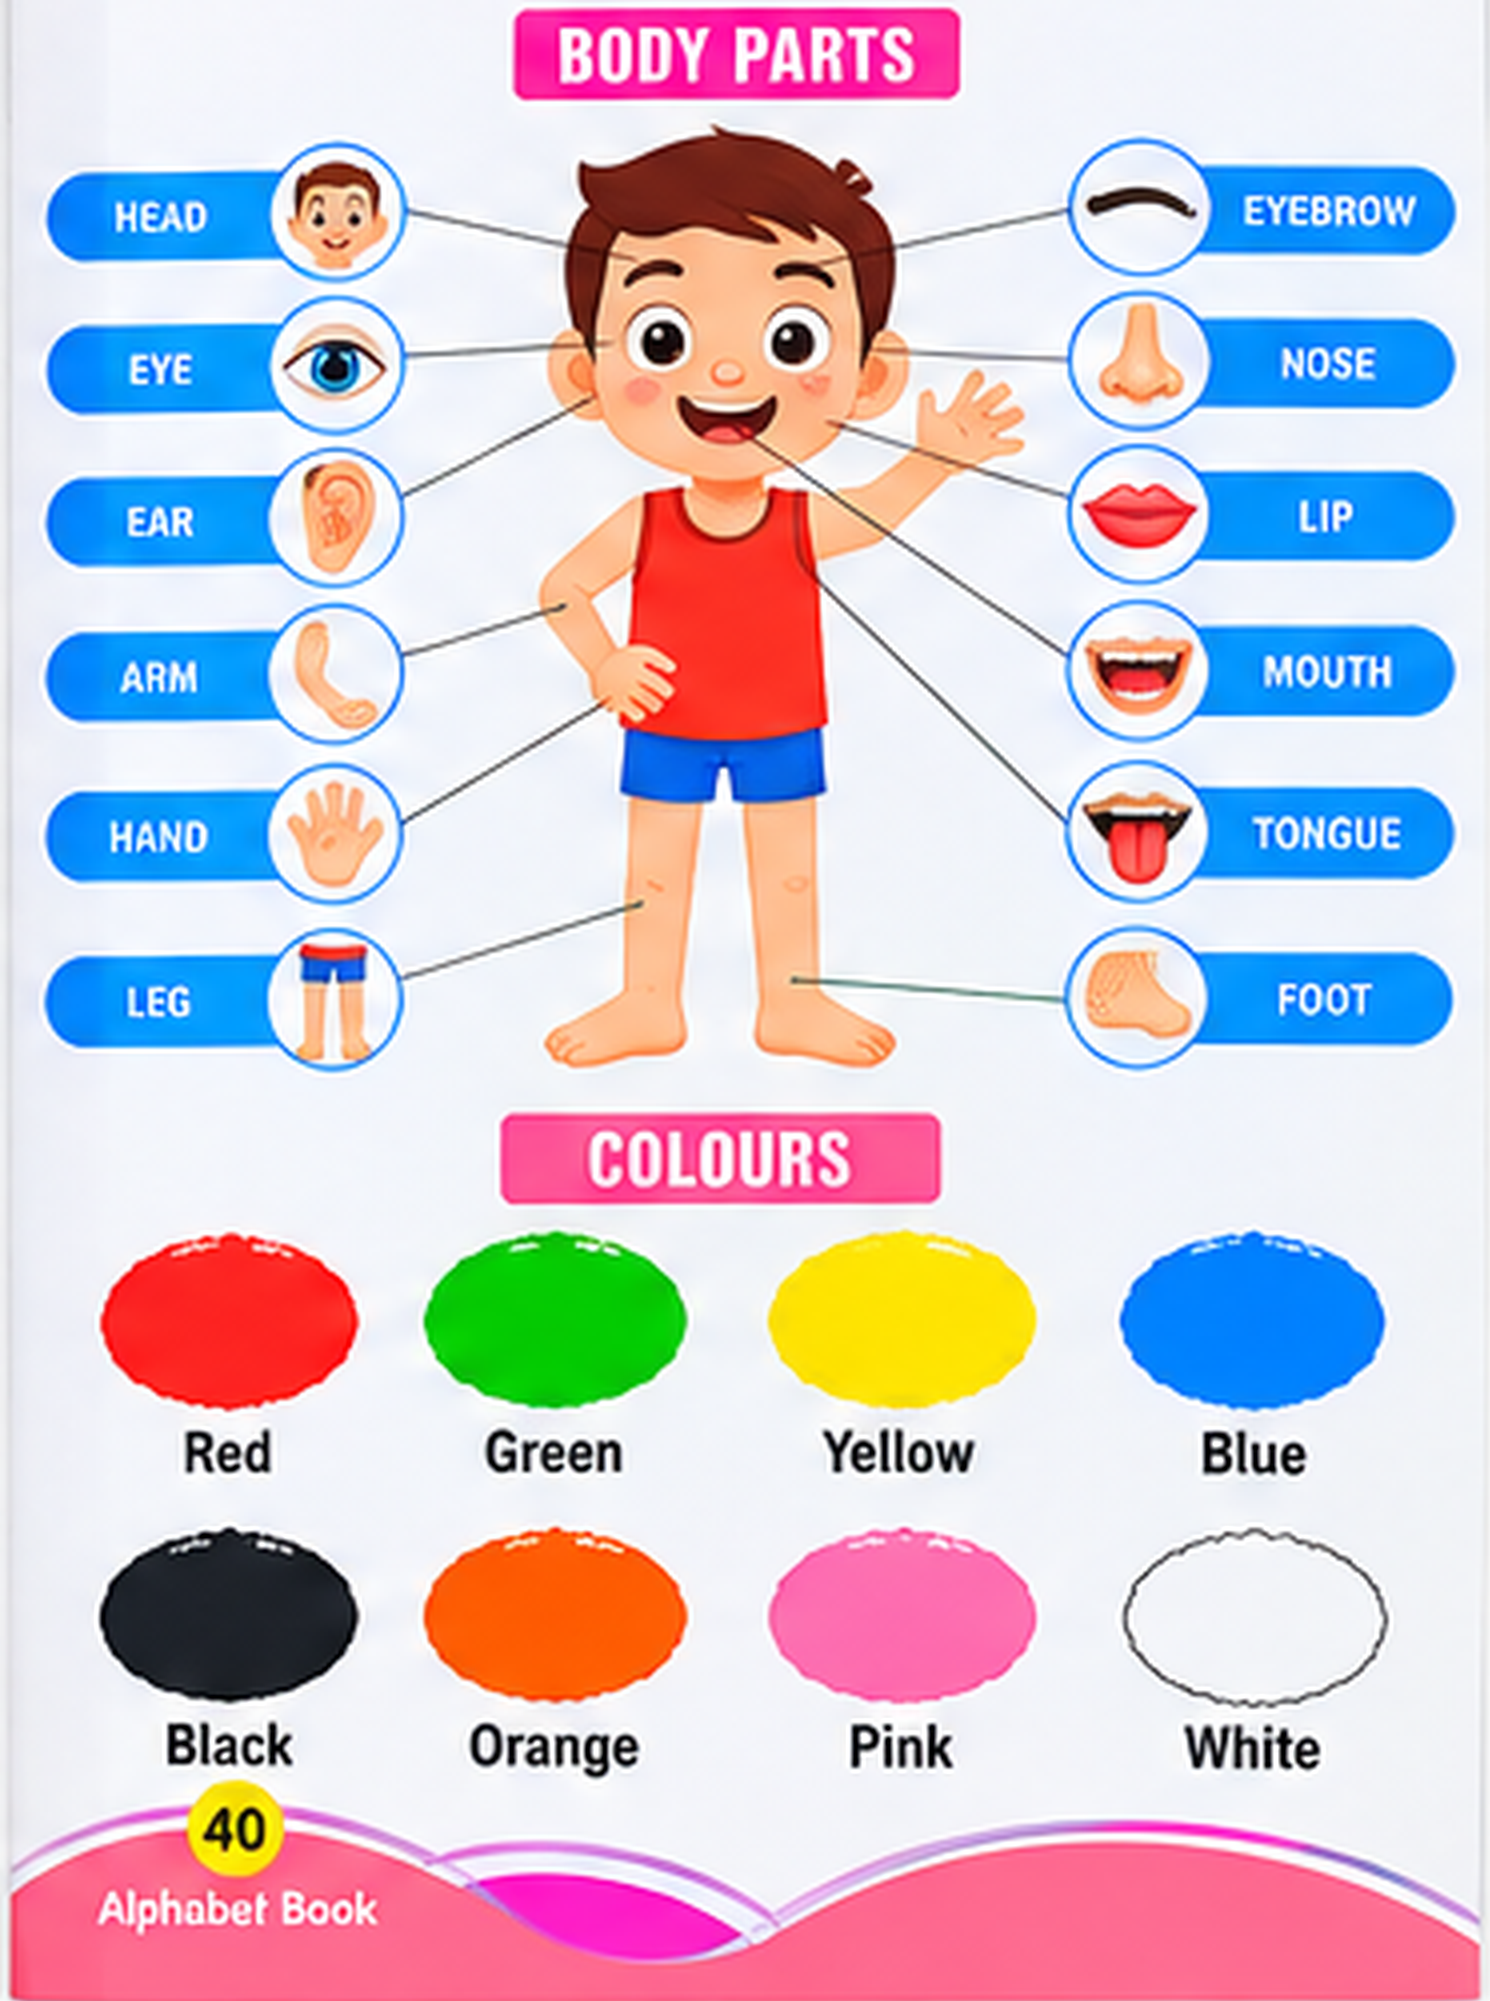 BODY PARTS
HEAD
EYEBROW
EYE
NOSE
EAR
LIP
ARM
MOUTH
HAND
TONGUE
LEG
FOOT
COLOURS
Red Green Yellow Blue
Black Orange Pink White
40
Alphabet Book